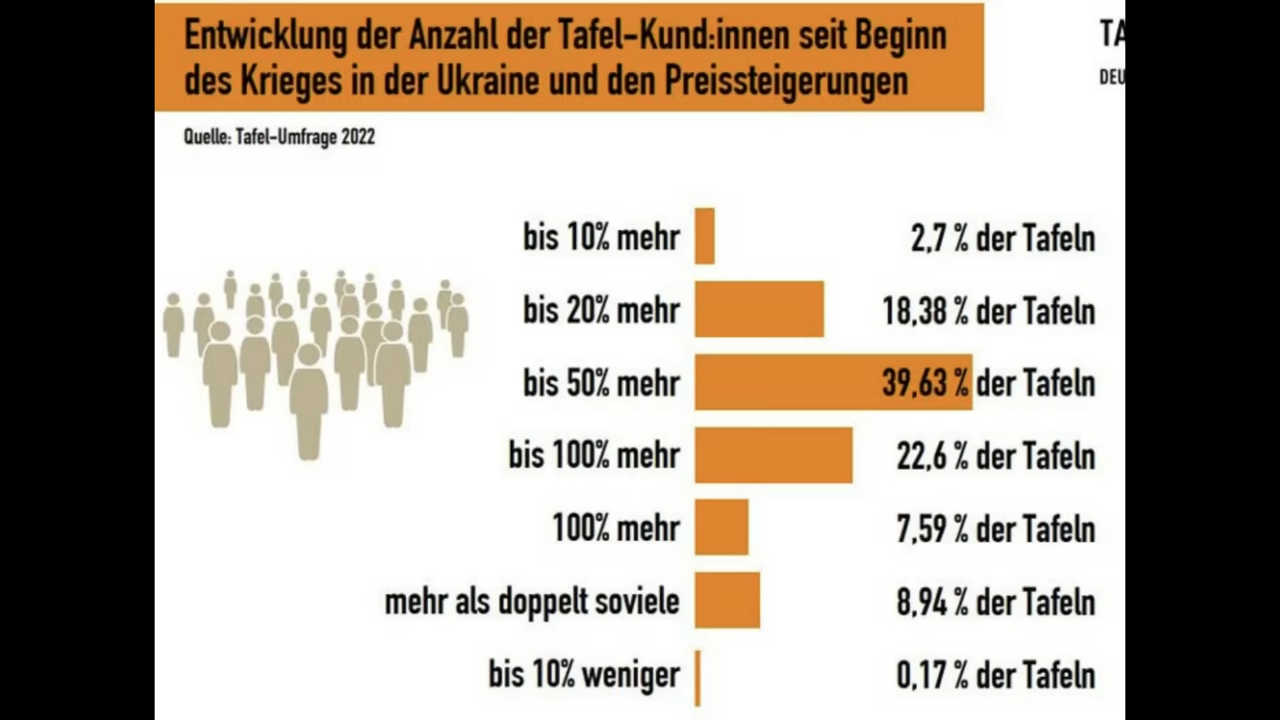 Entwicklung der Anzahl der Tafel-Kund:innen seit Beginn
des Krieges in der Ukraine und den Preissteigerungen
TA
DEU
Quelle: Tafel-Umfrage 2022
bis 10% mehr 2,7 % der Tafeln
bis 20% mehr 18,38 % der Tafeln
bis 50% mehr 39,63 % der Tafeln
bis 100% mehr 22,6 % der Tafeln
100% mehr 7,59 % der Tafeln
mehr als doppelt soviele 8,94 % der Tafeln
bis 10% weniger 0,17 % der Tafeln